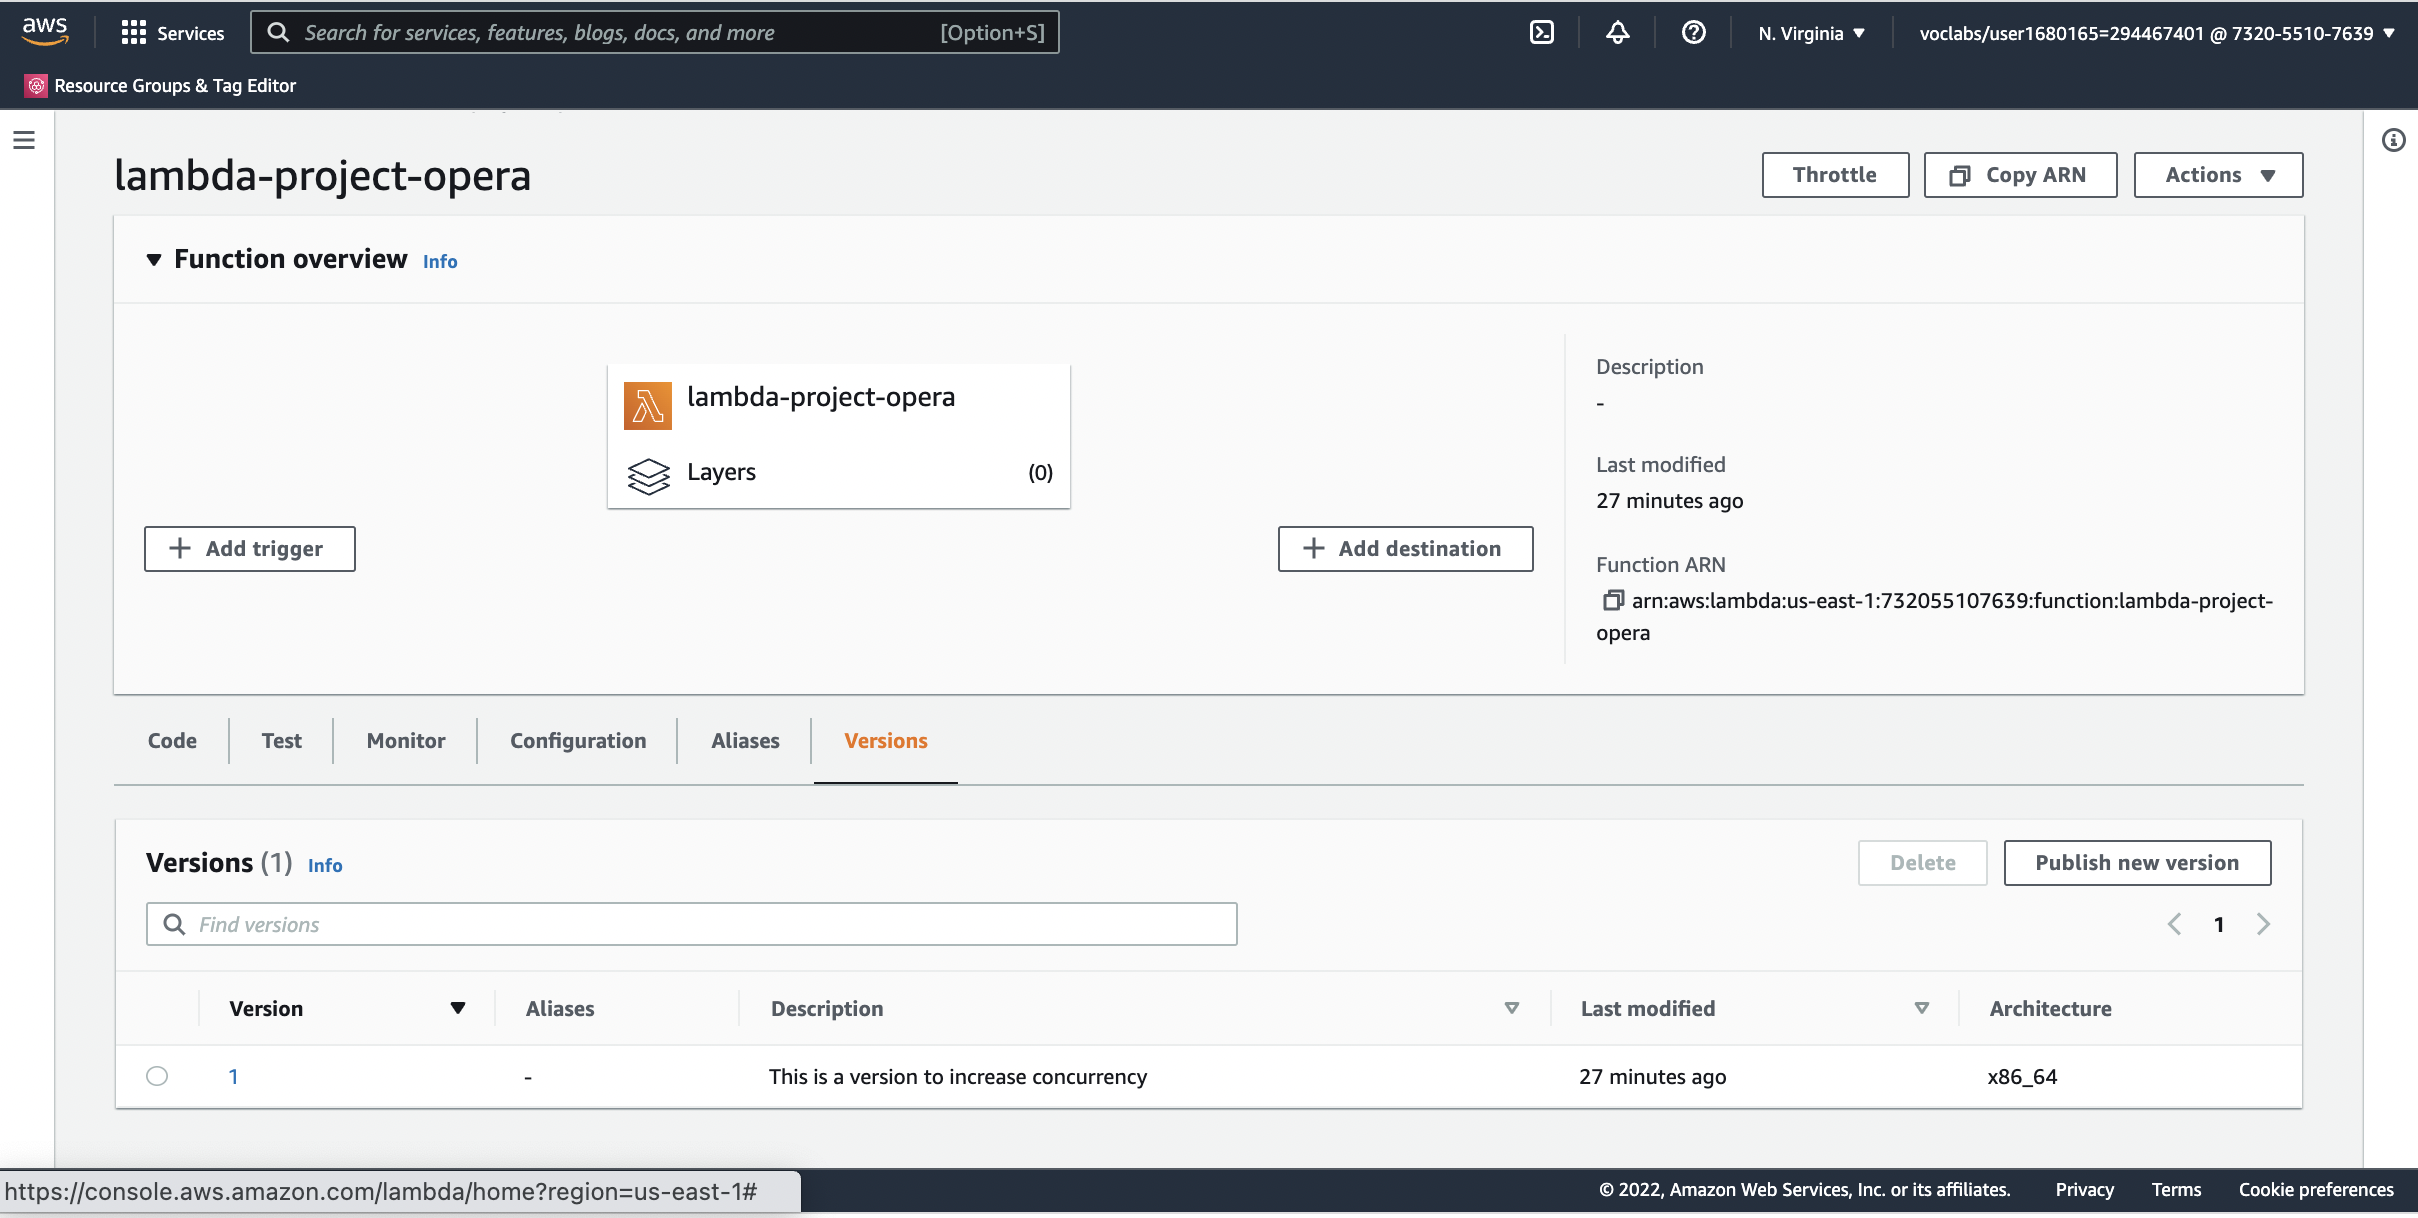 aws
Services
Search for services, features, blogs, docs, and more
[Option+S]
N. Virginia ▼
voclabs/user1680165=294467401 @ 7320-5510-7639 ▼
Resource Groups & Tag Editor
lambda-project-opera
Throttle
Copy ARN
Actions ▼
▼ Function overview Info
lambda-project-opera
Layers (0)
+ Add trigger
+ Add destination
Description
-
Last modified
27 minutes ago
Function ARN
arn:aws:lambda:us-east-1:732055107639:function:lambda-project-
opera
Code
Test
Monitor
Configuration
Aliases
Versions
Versions (1) Info
Delete
Publish new version
Find versions
1
Version
Aliases
Description
Last modified
Architecture
1
-
This is a version to increase concurrency
27 minutes ago
x86_64
https://console.aws.amazon.com/lambda/home?region=us-east-1#
© 2022, Amazon Web Services, Inc. or its affiliates.
Privacy
Terms
Cookie preferences